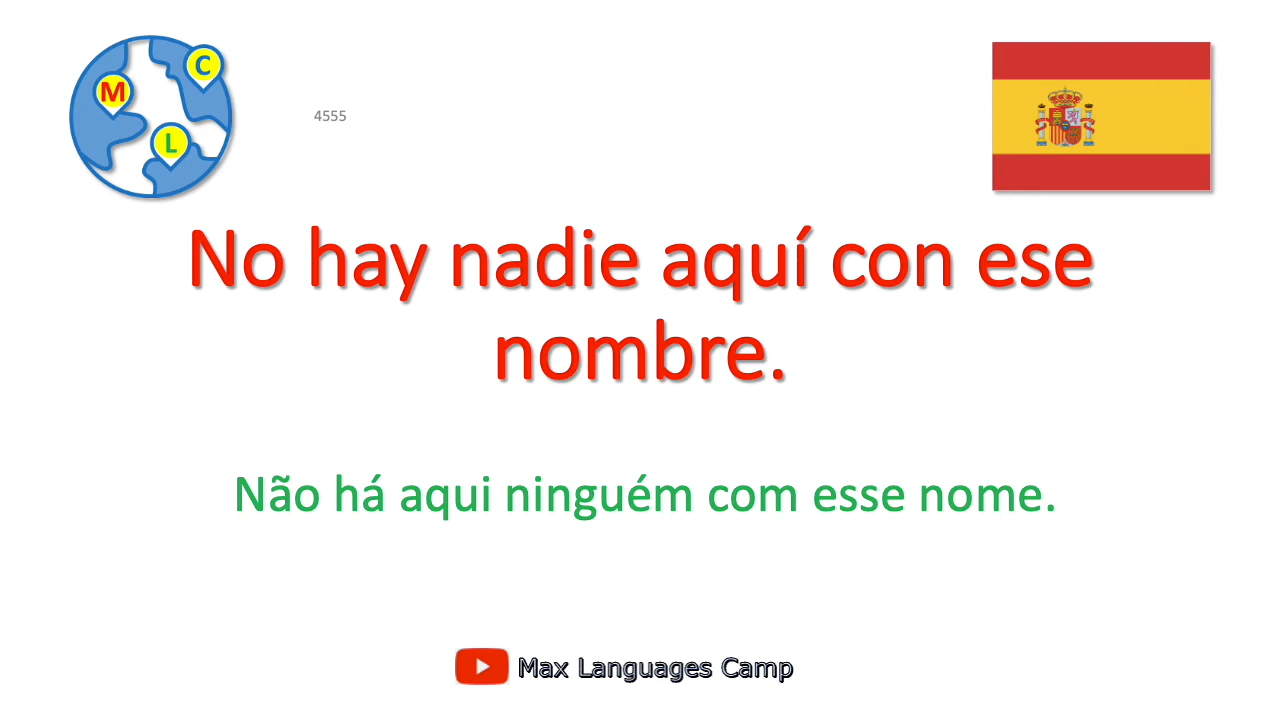 C
M
4555
L
No hay nadie aquí con ese
nombre.
Não há aqui ninguém com esse nome.
Max Languages Camp